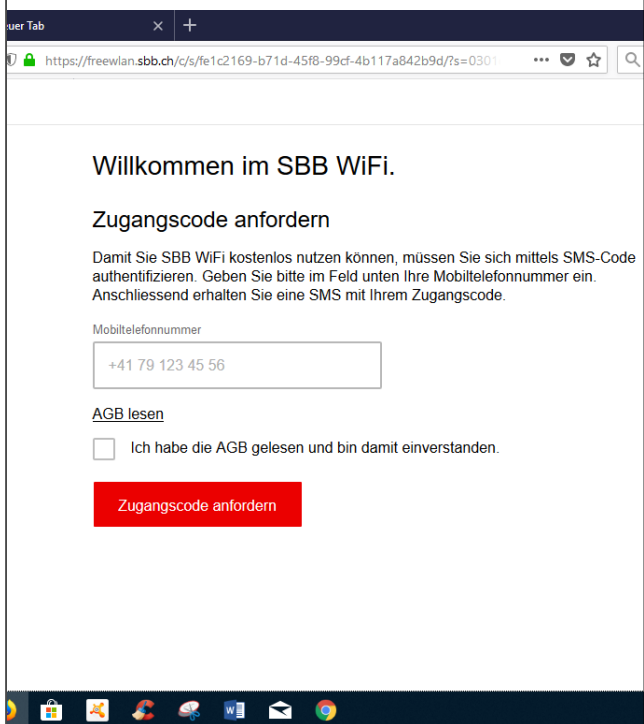 euer Tab
https://freewlan.sbb.ch/c/s/fe1c2169-b71d-45f8-99cf-4b117a842b9d/?s=0301
Willkommen im SBB WiFi.
Zugangscode anfordern
Damit Sie SBB WiFi kostenlos nutzen können, müssen Sie sich mittels SMS-Code
authentifizieren. Geben Sie bitte im Feld unten Ihre Mobiltelefonnummer ein.
Anschliessend erhalten Sie eine SMS mit Ihrem Zugangscode.
Mobiltelefonnummer
+41 79 123 45 56
AGB lesen
Ich habe die AGB gelesen und bin damit einverstanden.
Zugangscode anfordern